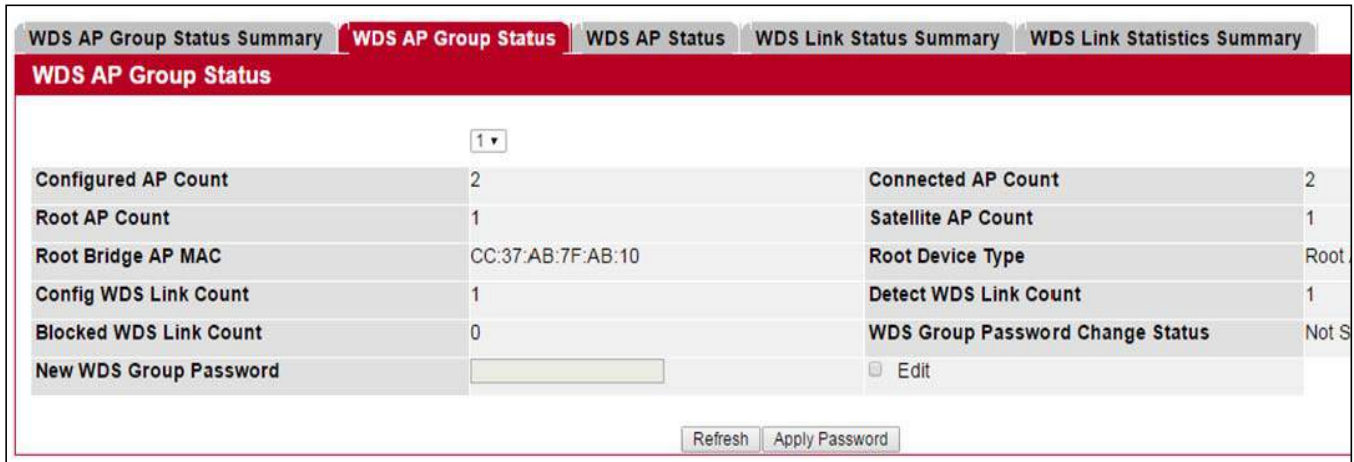 WDS AP Group Status Summary WDS AP Group Status WDS AP Status WDS Link Status Summary WDS Link Statistics Summary
WDS AP Group Status
1
Configured AP Count 2 Connected AP Count 2
Root AP Count 1 Satellite AP Count 1
Root Bridge AP MAC CC:37:AB:7F:AB:10 Root Device Type Root
Config WDS Link Count 1 Detect WDS Link Count 1
Blocked WDS Link Count 0 WDS Group Password Change Status Not
New WDS Group Password Edit
Refresh Apply Password